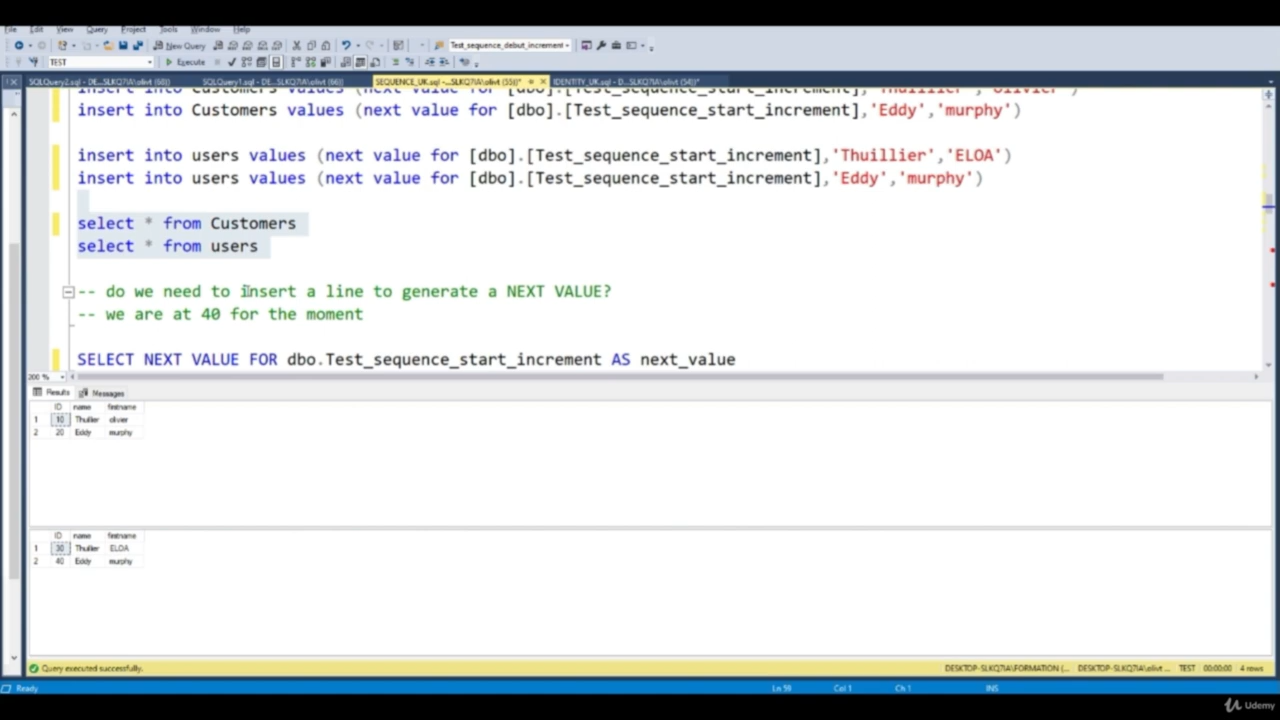 File Edit View Query Project Tools Window Help
New Query Test_sequence_debut_increment
TEST Execute
SQLQuery2.sql - DE...SLKQ7IA\olivt (68)) SQLQuery1.sql - DE...SLKQ7IA\olivt (66)) SEQUENCE_UK.sql -...SLKQ7IA\olivt (55))* IDENTITY_UK.sql - D...SLKQ7IA\olivt (54))*
insert into Customers values (next value for [dbo].[Test_sequence_start_increment],'Thuillier','olivier')
insert into Customers values (next value for [dbo].[Test_sequence_start_increment],'Eddy','murphy')
insert into users values (next value for [dbo].[Test_sequence_start_increment],'Thuillier','ELOA')
insert into users values (next value for [dbo].[Test_sequence_start_increment],'Eddy','murphy')
select * from Customers
select * from users
-- do we need to insert a line to generate a NEXT VALUE?
-- we are at 40 for the moment
SELECT NEXT VALUE FOR dbo.Test_sequence_start_increment AS next_value
200 %
Results Messages
ID name firstname
1 10 Thuillier olivier
2 20 Eddy murphy
ID name firstname
1 30 Thuillier ELOA
2 40 Eddy murphy
Query executed successfully. DESKTOP-SLKQ7IA\FORMATION (... DESKTOP-SLKQ7IA\olivt ... TEST 00:00:00 4 rows
Ready Ln 59 Col 1 Ch 1 INS
Udemy